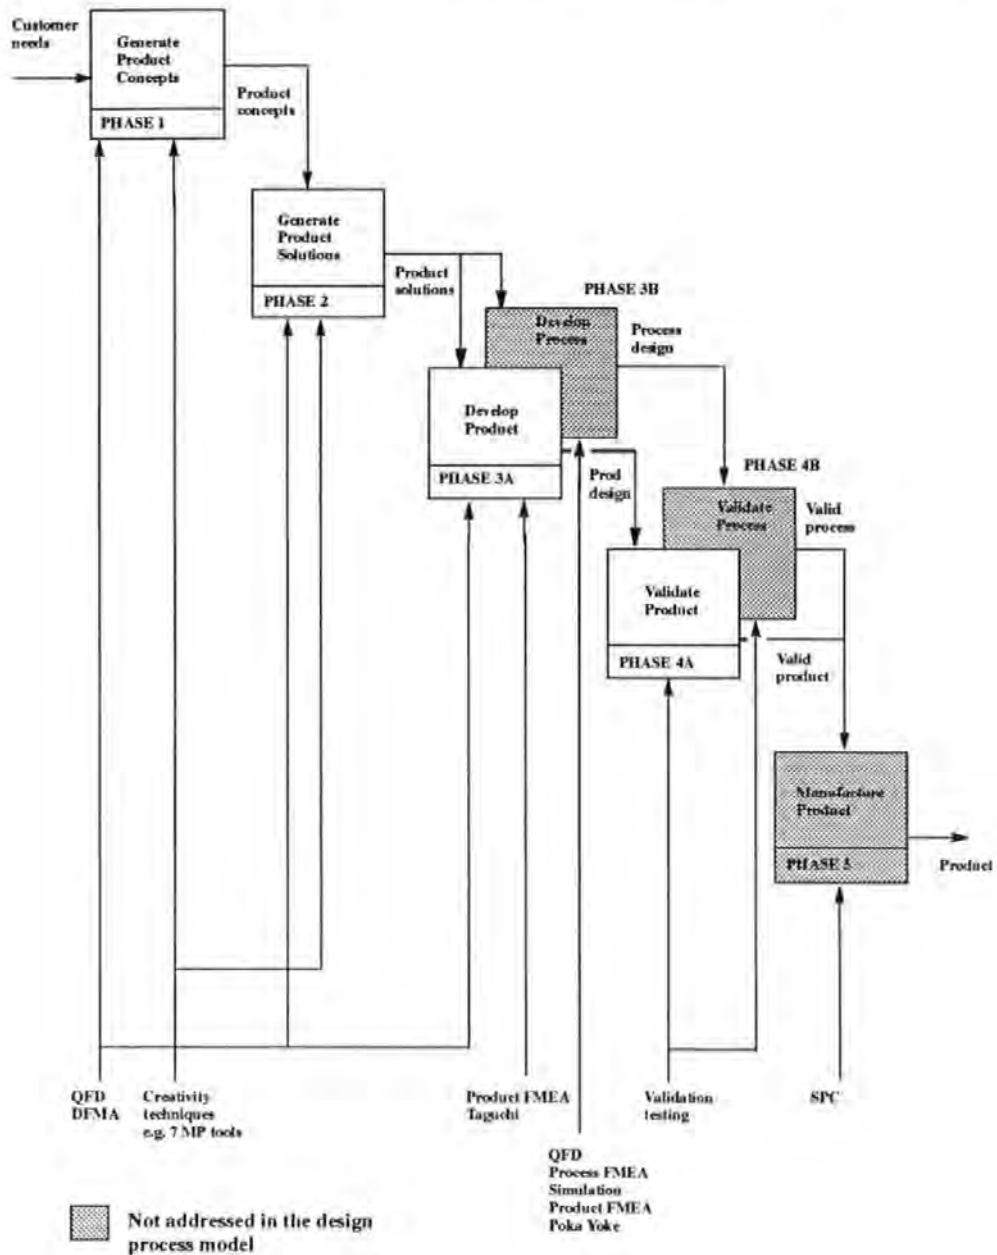 Customer
needs
Generate
Product
Concepts
PHASE 1
Product
concepts
Generate
Product
Solutions
PHASE 2
Product
solutions
PHASE 3B
Develop
Process
Process
design
Develop
Product
PHASE 3A
Prod
design
PHASE 4B
Validate
Process
Valid
process
Validate
Product
PHASE 4A
Valid
product
Manufacture
Product
PHASE 5
Product
QFD
DFMA
Creativity
techniques
e.g. 7 MP tools
Product FMEA
Taguchi
Validation
testing
SPC
QFD
Process FMEA
Simulation
Product FMEA
Poka Yoke
Not addressed in the design
process model